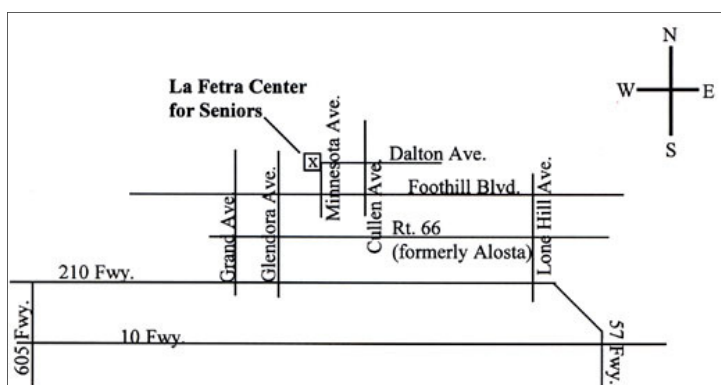 N
La Fetra Center
for Seniors
W E
S
X
Minnesota Ave.
Cullen Ave.
Dalton Ave.
Foothill Blvd.
Grand Ave.
Glendora Ave.
Lone Hill Ave.
Rt. 66
(formerly Alosta)
210 Fwy.
605 Fwy.
10 Fwy.
57 Fwy.